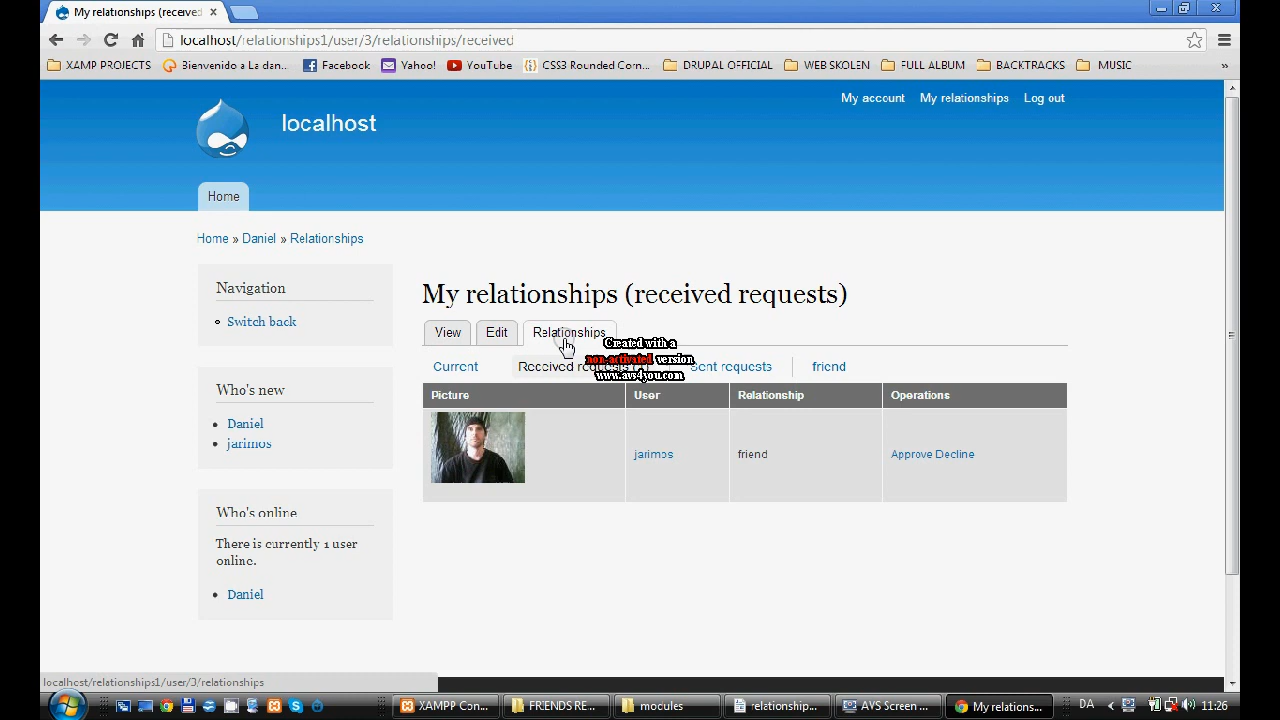 My relationships (received
localhost/relationships1/user/3/relationships/received
XAMP PROJECTS Bienvenido a La dan... Facebook Yahoo! YouTube CSS3 Rounded Corn... DRUPAL OFFICIAL WEB SKOLEN FULL ALBUM BACKTRACKS MUSIC »
My account My relationships Log out
localhost
Home
Home » Daniel » Relationships
Navigation
Switch back
Who's new
Daniel
jarimos
Who's online
There is currently 1 user
online.
Daniel
My relationships (received requests)
View Edit Relationships
Created with a
non-activated version
www.avs4you.com
Current Received requests sent requests friend
Picture User Relationship Operations
jarimos friend Approve Decline
localhost/relationships1/user/3/relationships
XAMPP Con... FRIENDS RE... modules relationship... AVS Screen ... My relations... DA 11:26